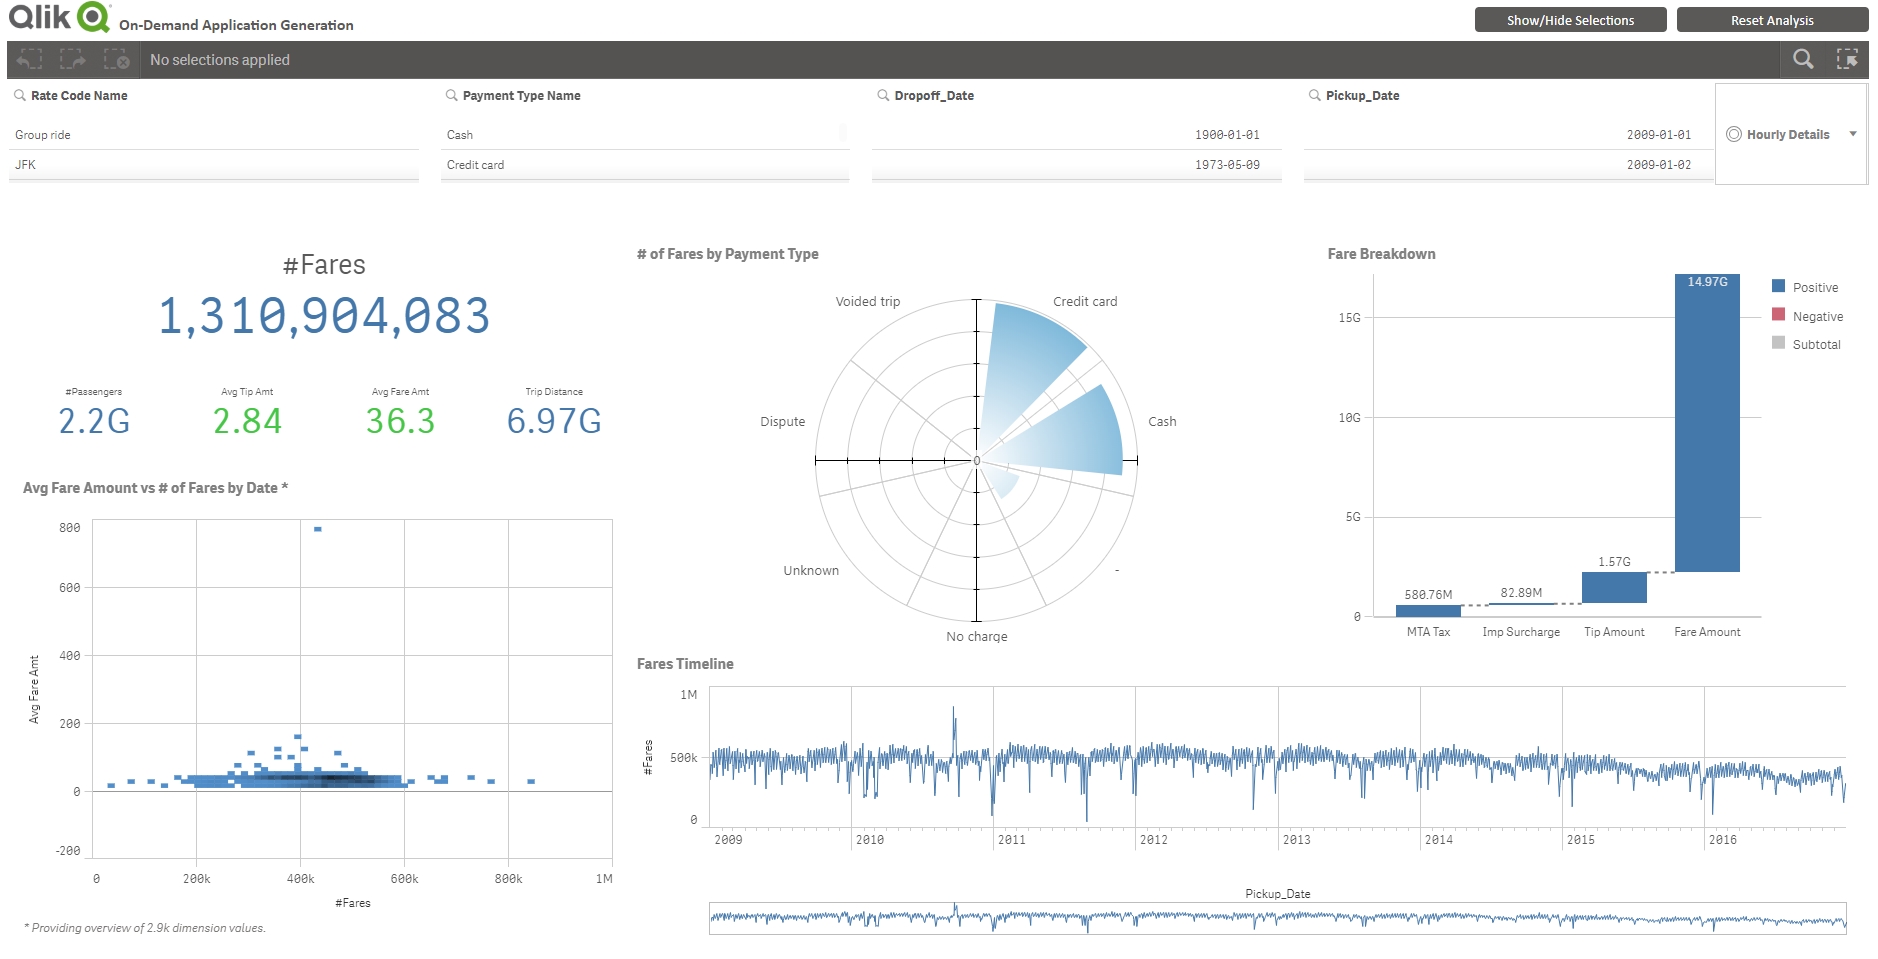 Qlik
On-Demand Application Generation
Show/Hide Selections
Reset Analysis
No selections applied
Rate Code Name
Group ride
JFK
Payment Type Name
Cash
Credit card
Dropoff_Date
1900-01-01
1973-05-09
Pickup_Date
2009-01-01
2009-01-02
Hourly Details
#Fares
1,310,904,083
#Passengers
2.2G
Avg Tip Amt
2.84
Avg Fare Amt
36.3
Trip Distance
6.97G
Avg Fare Amount vs # of Fares by Date *
Avg Fare Amt
800
600
400
200
0
-200
0 200k 400k 600k 800k 1M
#Fares
* Providing overview of 2.9k dimension values.
# of Fares by Payment Type
Voided trip
Credit card
Dispute
Cash
0
Unknown
-
No charge
Fare Breakdown
15G
10G
5G
0
14.97G
1.57G
580.76M
82.89M
MTA Tax
Imp Surcharge
Tip Amount
Fare Amount
Positive
Negative
Subtotal
Fares Timeline
#Fares
1M
500k
0
2009 2010 2011 2012 2013 2014 2015 2016
Pickup_Date